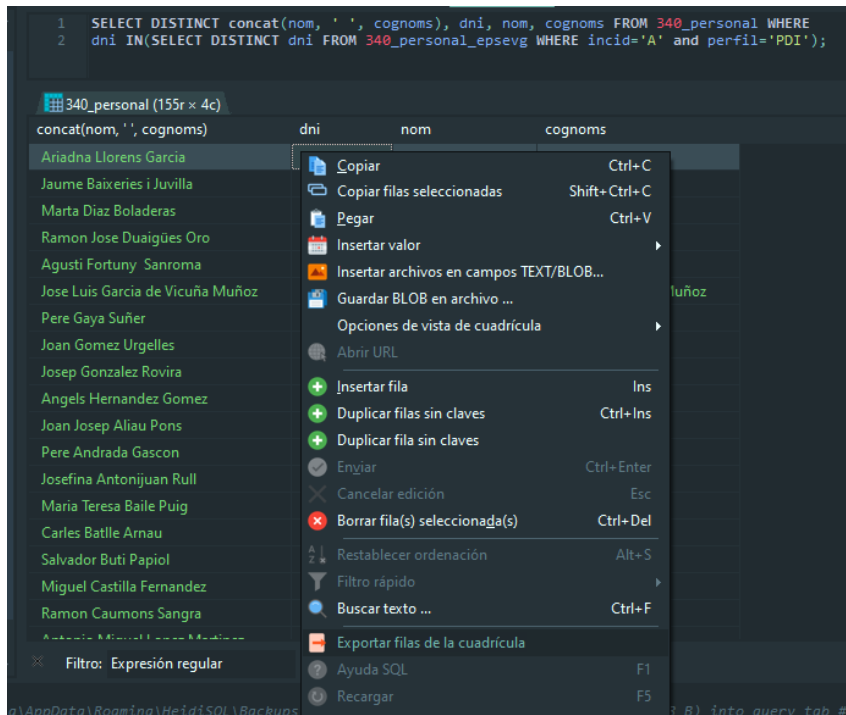 1 SELECT DISTINCT concat(nom, ' ', cognoms), dni, nom, cognoms FROM 340_personal WHERE
2 dni IN(SELECT DISTINCT dni FROM 340_personal_epsevg WHERE incid='A' and perfil='PDI');
340_personal (155r × 4c)
concat(nom, ' ', cognoms) dni nom cognoms
Ariadna Llorens Garcia
Jaume Baixeries i Juvilla
Marta Diaz Boladeras
Ramon Jose Duaigües Oro
Agusti Fortuny Sanroma
Jose Luis Garcia de Vicuña Muñoz
Pere Gaya Suñer
Joan Gomez Urgelles
Josep Gonzalez Rovira
Angels Hernandez Gomez
Joan Josep Aliau Pons
Pere Andrada Gascon
Josefina Antonijuan Rull
Maria Teresa Baile Puig
Carles Batlle Arnau
Salvador Buti Papiol
Miguel Castilla Fernandez
Ramon Caumons Sangra
Copiar Ctrl+C
Copiar filas seleccionadas Shift+Ctrl+C
Pegar Ctrl+V
Insertar valor
Insertar archivos en campos TEXT/BLOB...
Guardar BLOB en archivo ...
Opciones de vista de cuadrícula
Abrir URL
Insertar fila Ins
Duplicar filas sin claves Ctrl+Ins
Duplicar fila sin claves
Enviar Ctrl+Enter
Cancelar edición Esc
Borrar fila(s) seleccionada(s) Ctrl+Del
Restablecer ordenación Alt+S
Filtro rápido
Buscar texto ... Ctrl+F
Exportar filas de la cuadrícula
Ayuda SQL F1
Recargar F5
Filtro: Expresión regular
\AppData\Roaming\HeidiSQL\Backups B) into query tab #